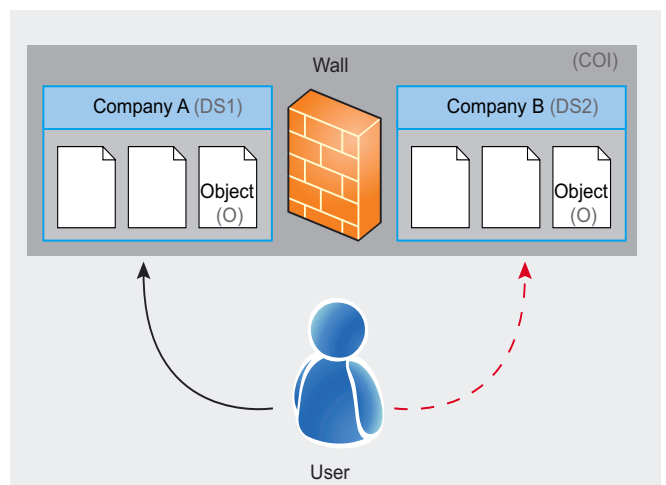 Wall
(COI)
Company A (DS1)
Company B (DS2)
Object
(O)
Object
(O)
User